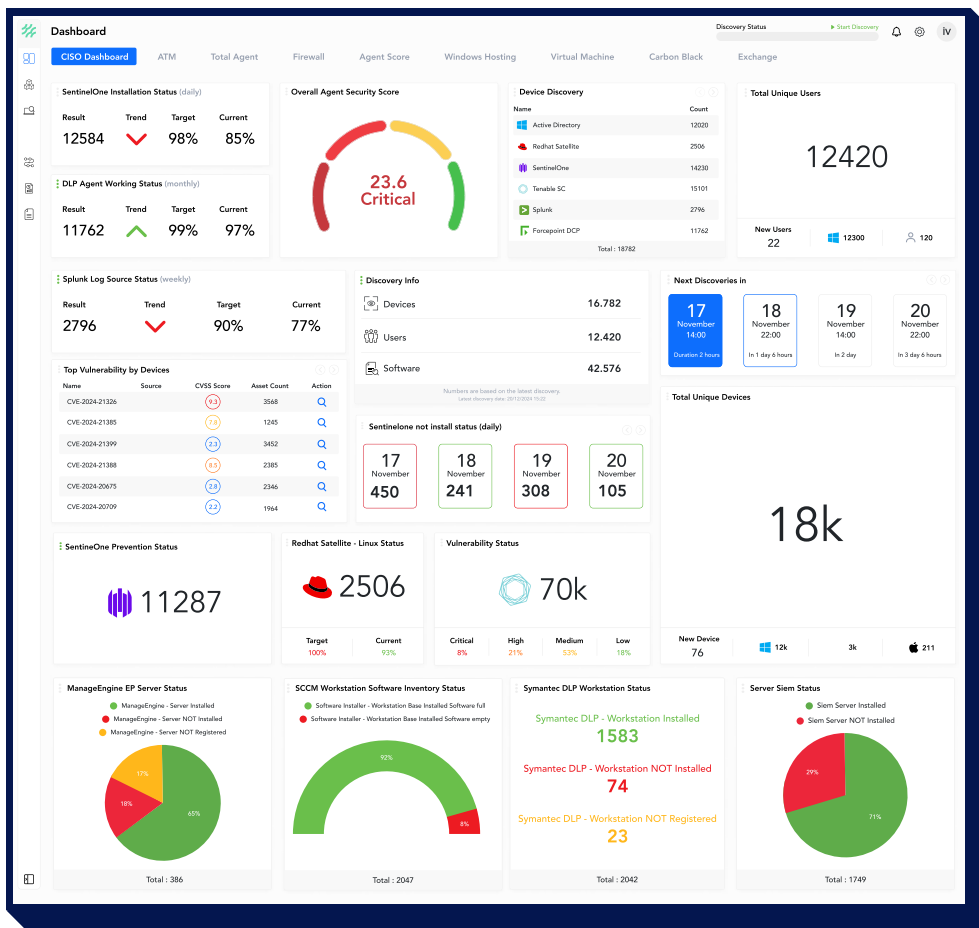 Dashboard
Discovery Status
Start Discovery
İV
CISO Dashboard
ATM
Total Agent
Firewall
Agent Score
Windows Hosting
Virtual Machine
Carbon Black
Exchange
SentinelOne Installation Status (daily)
Result Trend Target Current
12584 98% 85%
DLP Agent Working Status (monthly)
Result Trend Target Current
11762 99% 97%
Overall Agent Security Score
23.6
Critical
Device Discovery
Name Count
Active Directory 12020
Redhat Satellite 2506
SentinelOne 14230
Tenable SC 15101
Splunk 2796
Forcepoint DCP 11762
Total : 18782
Total Unique Users
12420
New Users
22
12300
120
Splunk Log Source Status (weekly)
Result Trend Target Current
2796 90% 77%
Discovery Info
Devices 16.782
Users 12.420
Software 42.576
Numbers are based on the latest discovery.
Latest discovery date: 20/12/2024 15:22
Next Discoveries in
17 November 14:00 Duration 2 hours
18 November 22:00 In 1 day 6 hours
19 November 14:00 In 2 day
20 November 22:00 In 3 day 6 hours
Top Vulnerability by Devices
Name Source CVSS Score Asset Count Action
CVE-2024-21326 9.3 3568
CVE-2024-21385 7.8 1245
CVE-2024-21399 2.3 3452
CVE-2024-21388 8.5 2385
CVE-2024-20675 2.8 2346
CVE-2024-20709 2.2 1964
Sentinelone not install status (daily)
17 November 450
18 November 241
19 November 308
20 November 105
Total Unique Devices
18k
New Device
76
12k
3k
211
SentineOne Prevention Status
11287
Redhat Satellite - Linux Status
2506
Target Current
100% 93%
Vulnerability Status
70k
Critical High Medium Low
8% 21% 53% 18%
ManageEngine EP Server Status
ManageEngine - Server Installed
ManageEngine - Server NOT Installed
ManageEngine - Server NOT Registered
17%
18%
65%
Total : 386
SCCM Workstation Software Inventory Status
Software Installer - Workstation Base Installed Software full
Software Installer - Workstation Base Installed Software empty
92%
8%
Total : 2047
Symantec DLP Workstation Status
Symantec DLP - Workstation Installed
1583
Symantec DLP - Workstation NOT Installed
74
Symantec DLP - Workstation NOT Registered
23
Total : 2042
Server Siem Status
Siem Server Installed
Siem Server NOT Installed
29%
71%
Total : 1749